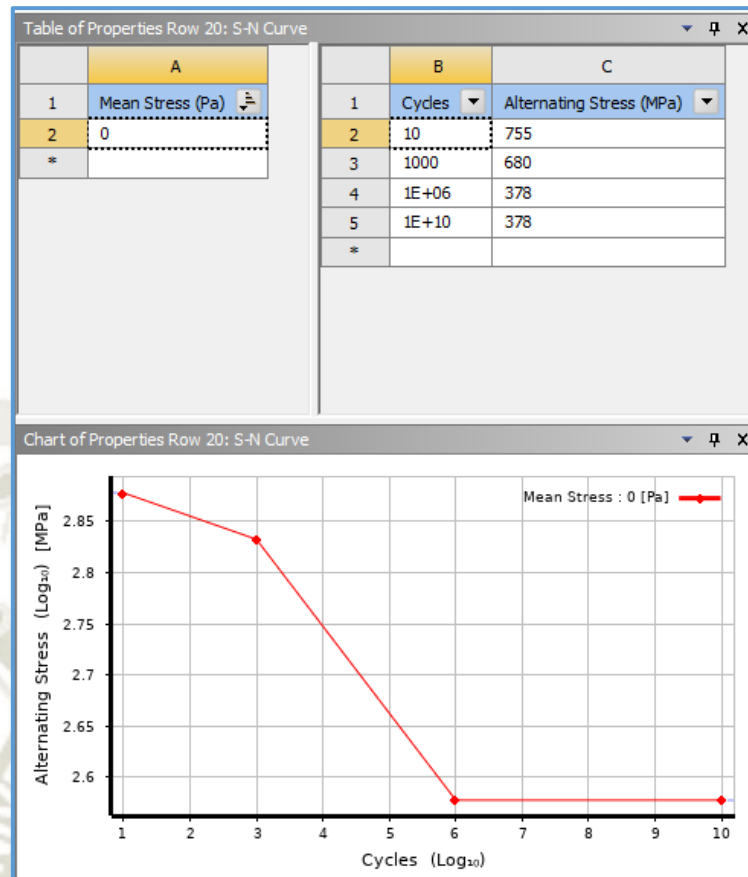 Table of Properties Row 20: S-N Curve
A
1 Mean Stress (Pa)
2 0
*
B C
1 Cycles Alternating Stress (MPa)
2 10 755
3 1000 680
4 1E+06 378
5 1E+10 378
*
Chart of Properties Row 20: S-N Curve
Mean Stress : 0 [Pa]
Alternating Stress (Log₁₀) [MPa]
2.85
2.8
2.75
2.7
2.65
2.6
1 2 3 4 5 6 7 8 9 10
Cycles (Log₁₀)